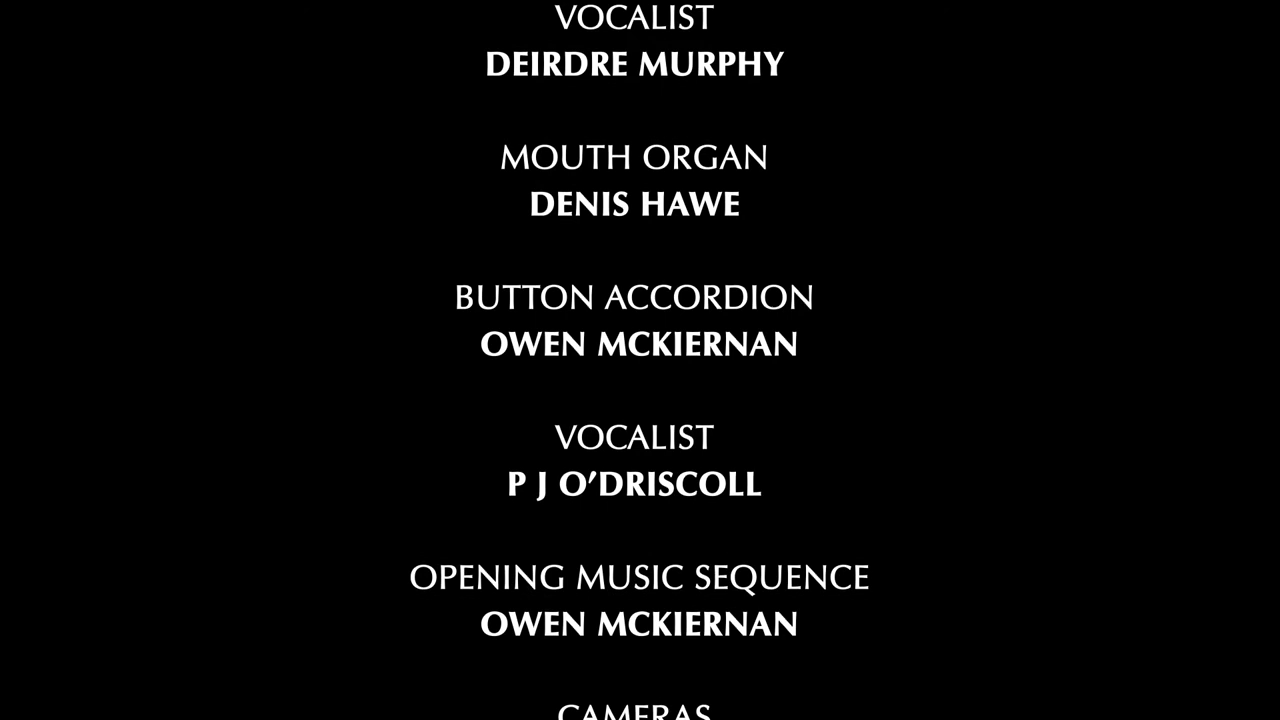 VOCALIST
DEIRDRE MURPHY
MOUTH ORGAN
DENIS HAWE
BUTTON ACCORDION
OWEN MCKIERNAN
VOCALIST
P J O’DRISCOLL
OPENING MUSIC SEQUENCE
OWEN MCKIERNAN
CAMERAS